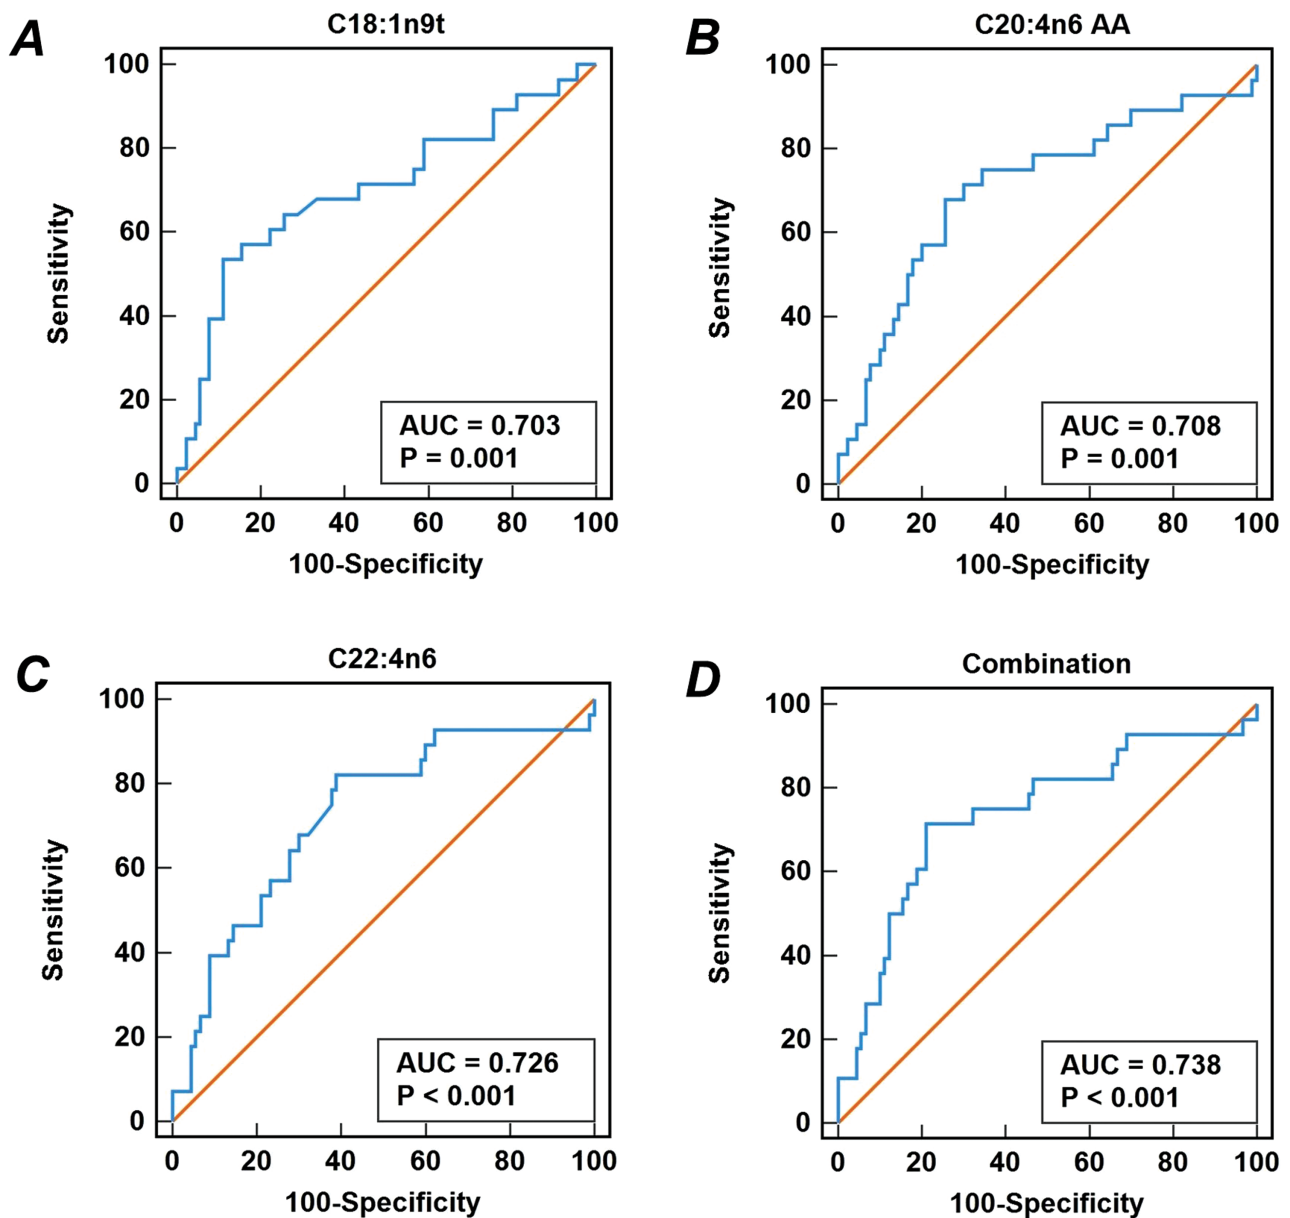 A
C18:1n9t
100
80
60
40
20
0
Sensitivity
AUC = 0.703
P = 0.001
0 20 40 60 80 100
100-Specificity
B
C20:4n6 AA
100
80
60
40
20
0
Sensitivity
AUC = 0.708
P = 0.001
0 20 40 60 80 100
100-Specificity
C
C22:4n6
100
80
60
40
20
0
Sensitivity
AUC = 0.726
P < 0.001
0 20 40 60 80 100
100-Specificity
D
Combination
100
80
60
40
20
0
Sensitivity
AUC = 0.738
P < 0.001
0 20 40 60 80 100
100-Specificity